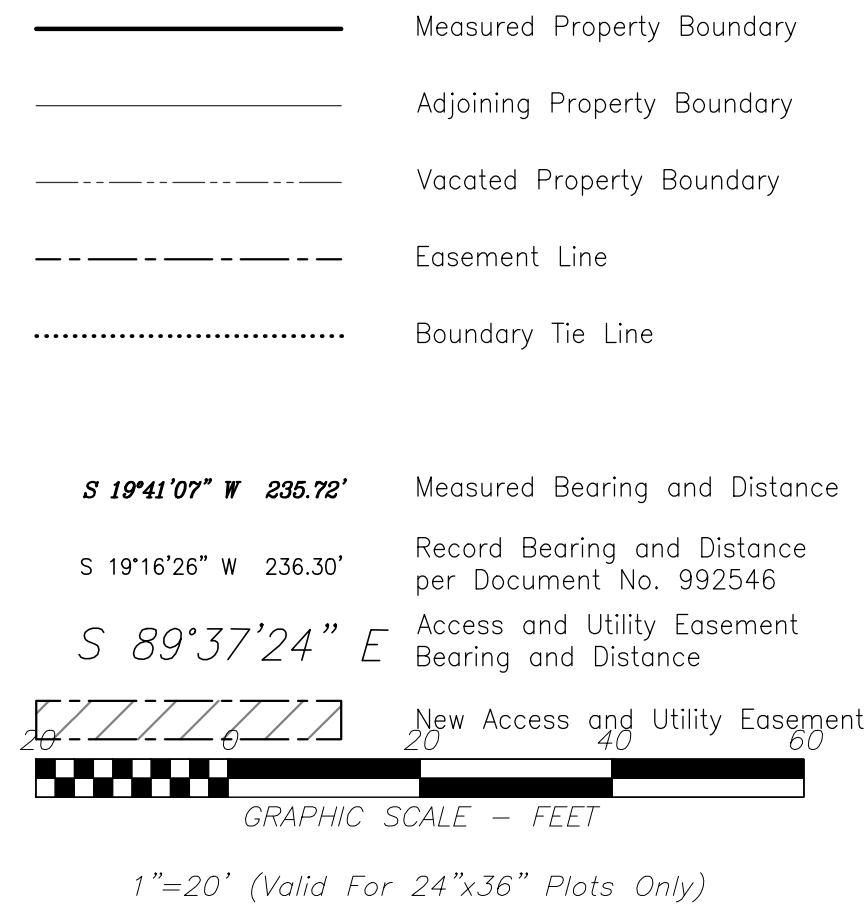 Measured Property Boundary
Adjoining Property Boundary
Vacated Property Boundary
Easement Line
Boundary Tie Line
S 19°41'07" W 235.72' Measured Bearing and Distance
S 19°16'26" W 236.30' Record Bearing and Distance
per Document No. 992546
S 89°37'24" E Access and Utility Easement
Bearing and Distance
New Access and Utility Easement
20 0 20 40 60
GRAPHIC SCALE – FEET
1"=20' (Valid For 24"x36" Plots Only)